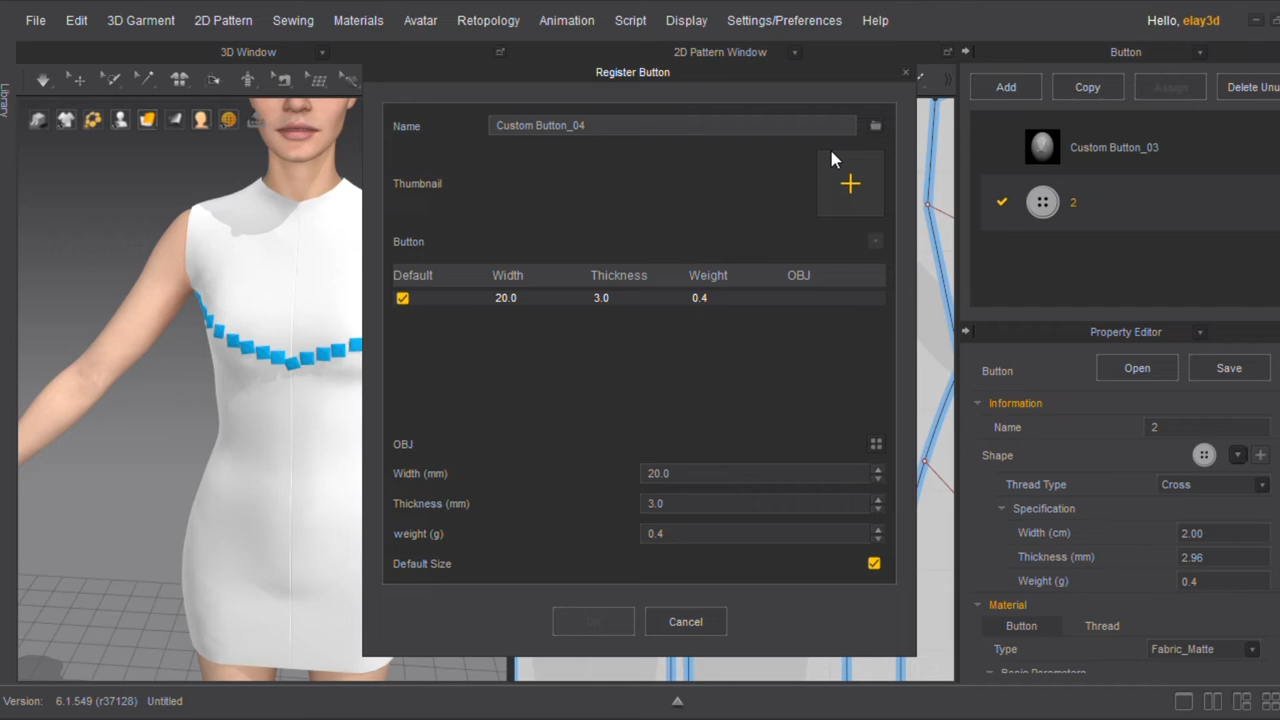 File Edit 3D Garment 2D Pattern Sewing Materials Avatar Retopology Animation Script Display Settings/Preferences Help Hello, elay3d
3D Window 2D Pattern Window Button
Register Button
Library
Add Copy Assign Delete Unu
Name Custom Button_04
Custom Button_03
Thumbnail
2
Button
Default Width Thickness Weight OBJ
20.0 3.0 0.4
Property Editor
Button Open Save
Information
Name 2
OBJ
Shape
Width (mm) 20.0
Thread Type Cross
Thickness (mm) 3.0
Specification
weight (g) 0.4
Width (cm) 2.00
Default Size
Thickness (mm) 2.96
Weight (g) 0.4
Material
OK Cancel
Button Thread
Type Fabric_Matte
Basic Parameters
Version: 6.1.549 (r37128) Untitled